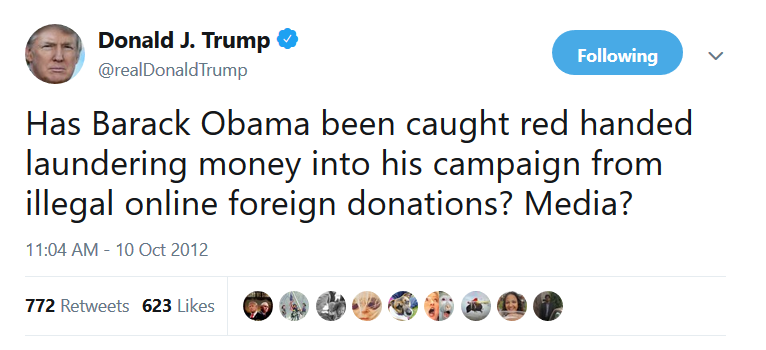 Donald J. Trump
@realDonaldTrump
Following
Has Barack Obama been caught red handed
laundering money into his campaign from
illegal online foreign donations? Media?
11:04 AM - 10 Oct 2012
772 Retweets 623 Likes